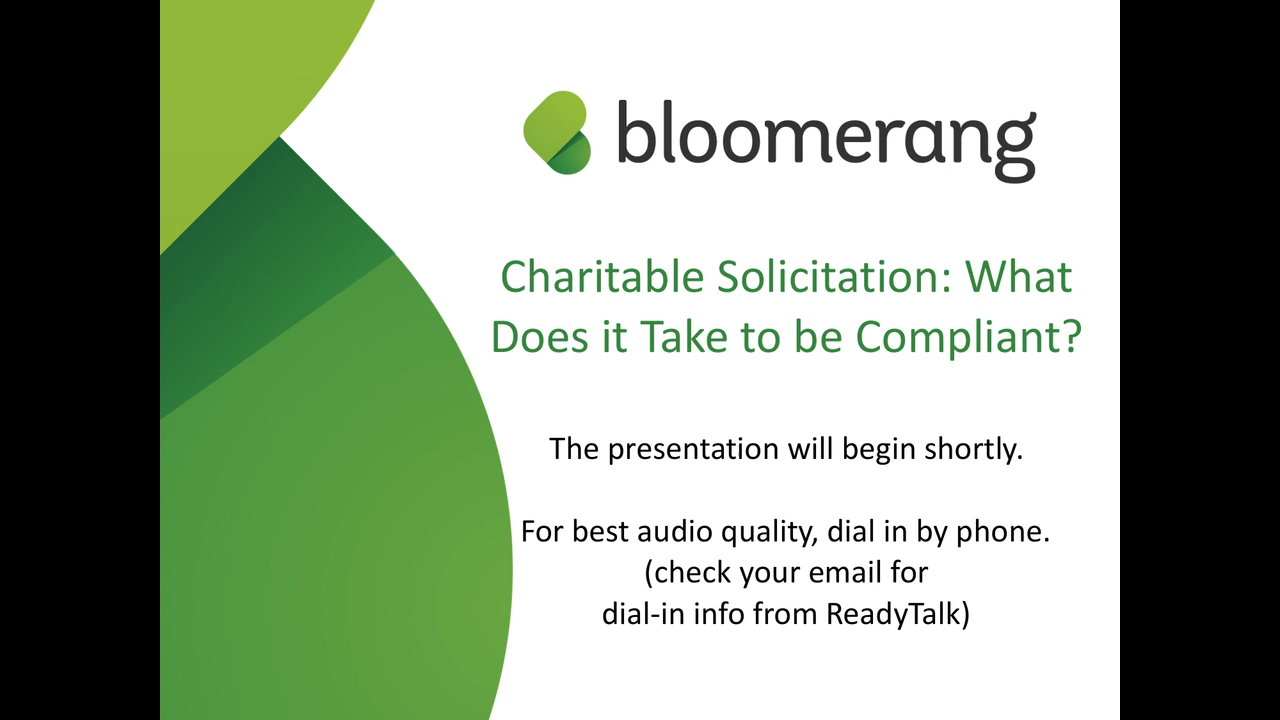 bloomerang
Charitable Solicitation: What
Does it Take to be Compliant?
The presentation will begin shortly.
For best audio quality, dial in by phone.
(check your email for
dial-in info from ReadyTalk)